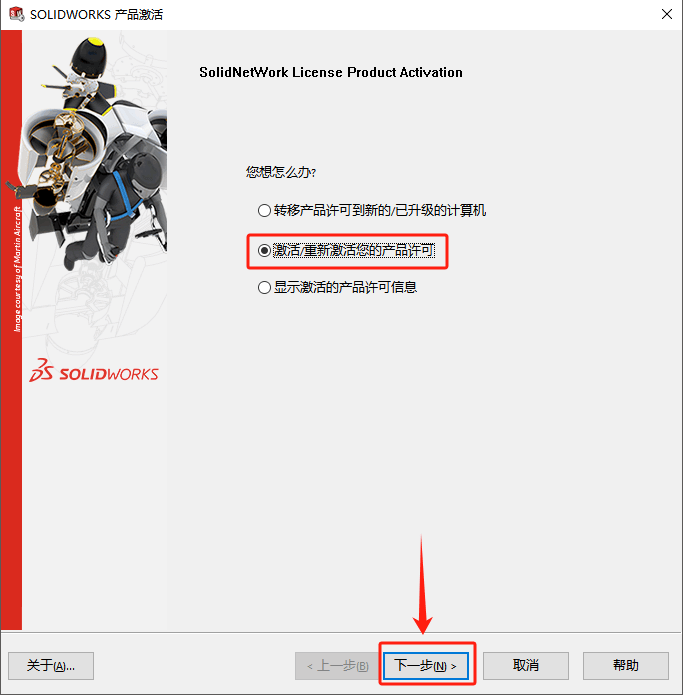 SOLIDWORKS 产品激活
SolidNetWork License Product Activation
您想怎么办?
转移产品许可到新的/已升级的计算机
激活/重新激活您的产品许可
显示激活的产品许可信息
Image courtesy of Martin Aircraft
SOLIDWORKS
关于(A)...
< 上一步(B)
下一步(N) >
取消
帮助